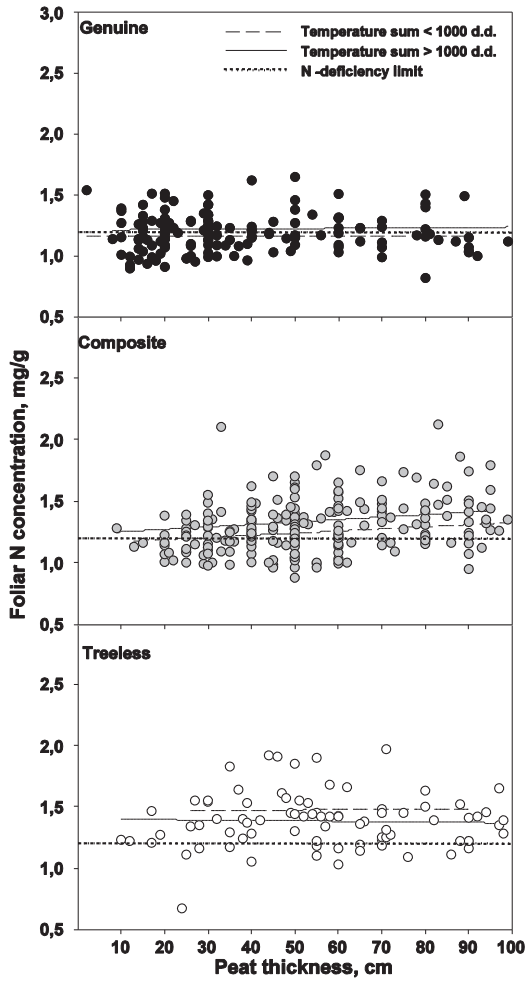 3,0
Genuine
Temperature sum < 1000 d.d.
Temperature sum > 1000 d.d.
N -deficiency limit
2,5
2,0
1,5
1,0
0,5
Composite
2,5
2,0
1,5
1,0
0,5
Foliar N concentration, mg/g
Treeless
2,5
2,0
1,5
1,0
0,5
10 20 30 40 50 60 70 80 90 100
Peat thickness, cm